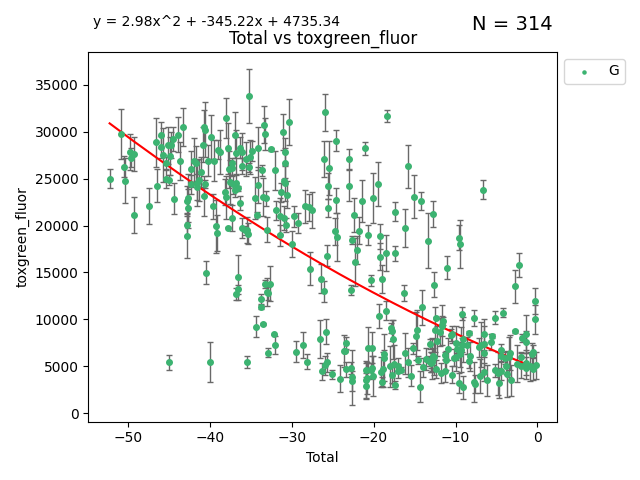 y = 2.98x^2 + -345.22x + 4735.34
N = 314
Total vs toxgreen_fluor
G
35000
30000
25000
20000
15000
10000
5000
0
toxgreen_fluor
−50 −40 −30 −20 −10 0
Total